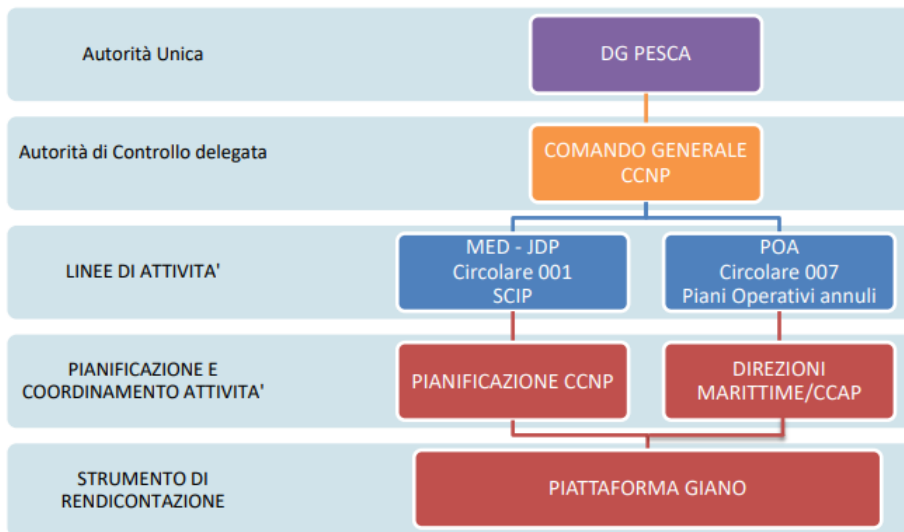 Autorità Unica
DG PESCA
Autorità di Controllo delegata
COMANDO GENERALE
CCNP
LINEE DI ATTIVITA'
MED - JDP
Circolare 001
SCIP
POA
Circolare 007
Piani Operativi annuli
PIANIFICAZIONE E
COORDINAMENTO ATTIVITA'
PIANIFICAZIONE CCNP
DIREZIONI
MARITTIME/CCAP
STRUMENTO DI
RENDICONTAZIONE
PIATTAFORMA GIANO